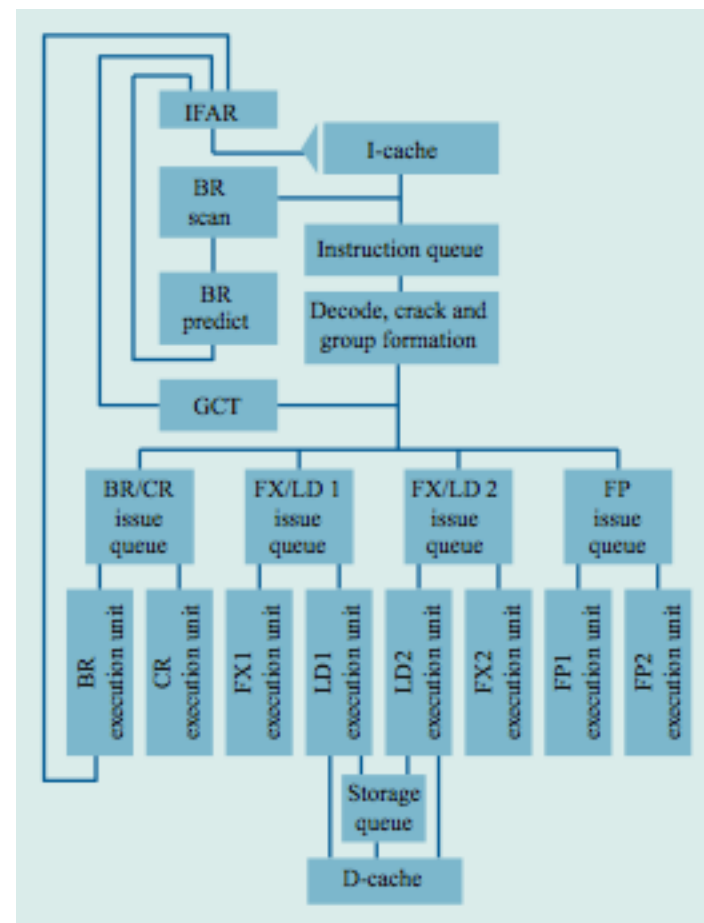 IFAR
I-cache
BR
scan
Instruction queue
BR
predict
Decode, crack and
group formation
GCT
BR/CR
issue
queue
FX/LD 1
issue
queue
FX/LD 2
issue
queue
FP
issue
queue
BR
execution unit
CR
execution unit
FX1
execution unit
LD1
execution unit
LD2
execution unit
FX2
execution unit
FP1
execution unit
FP2
execution unit
Storage
queue
D-cache